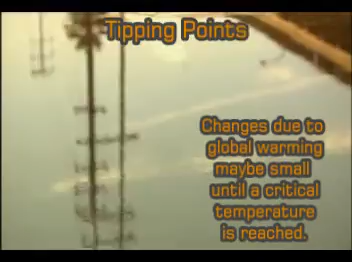 Tipping Points
Changes due to
global warming
maybe small
until a critical
temperature
is reached.